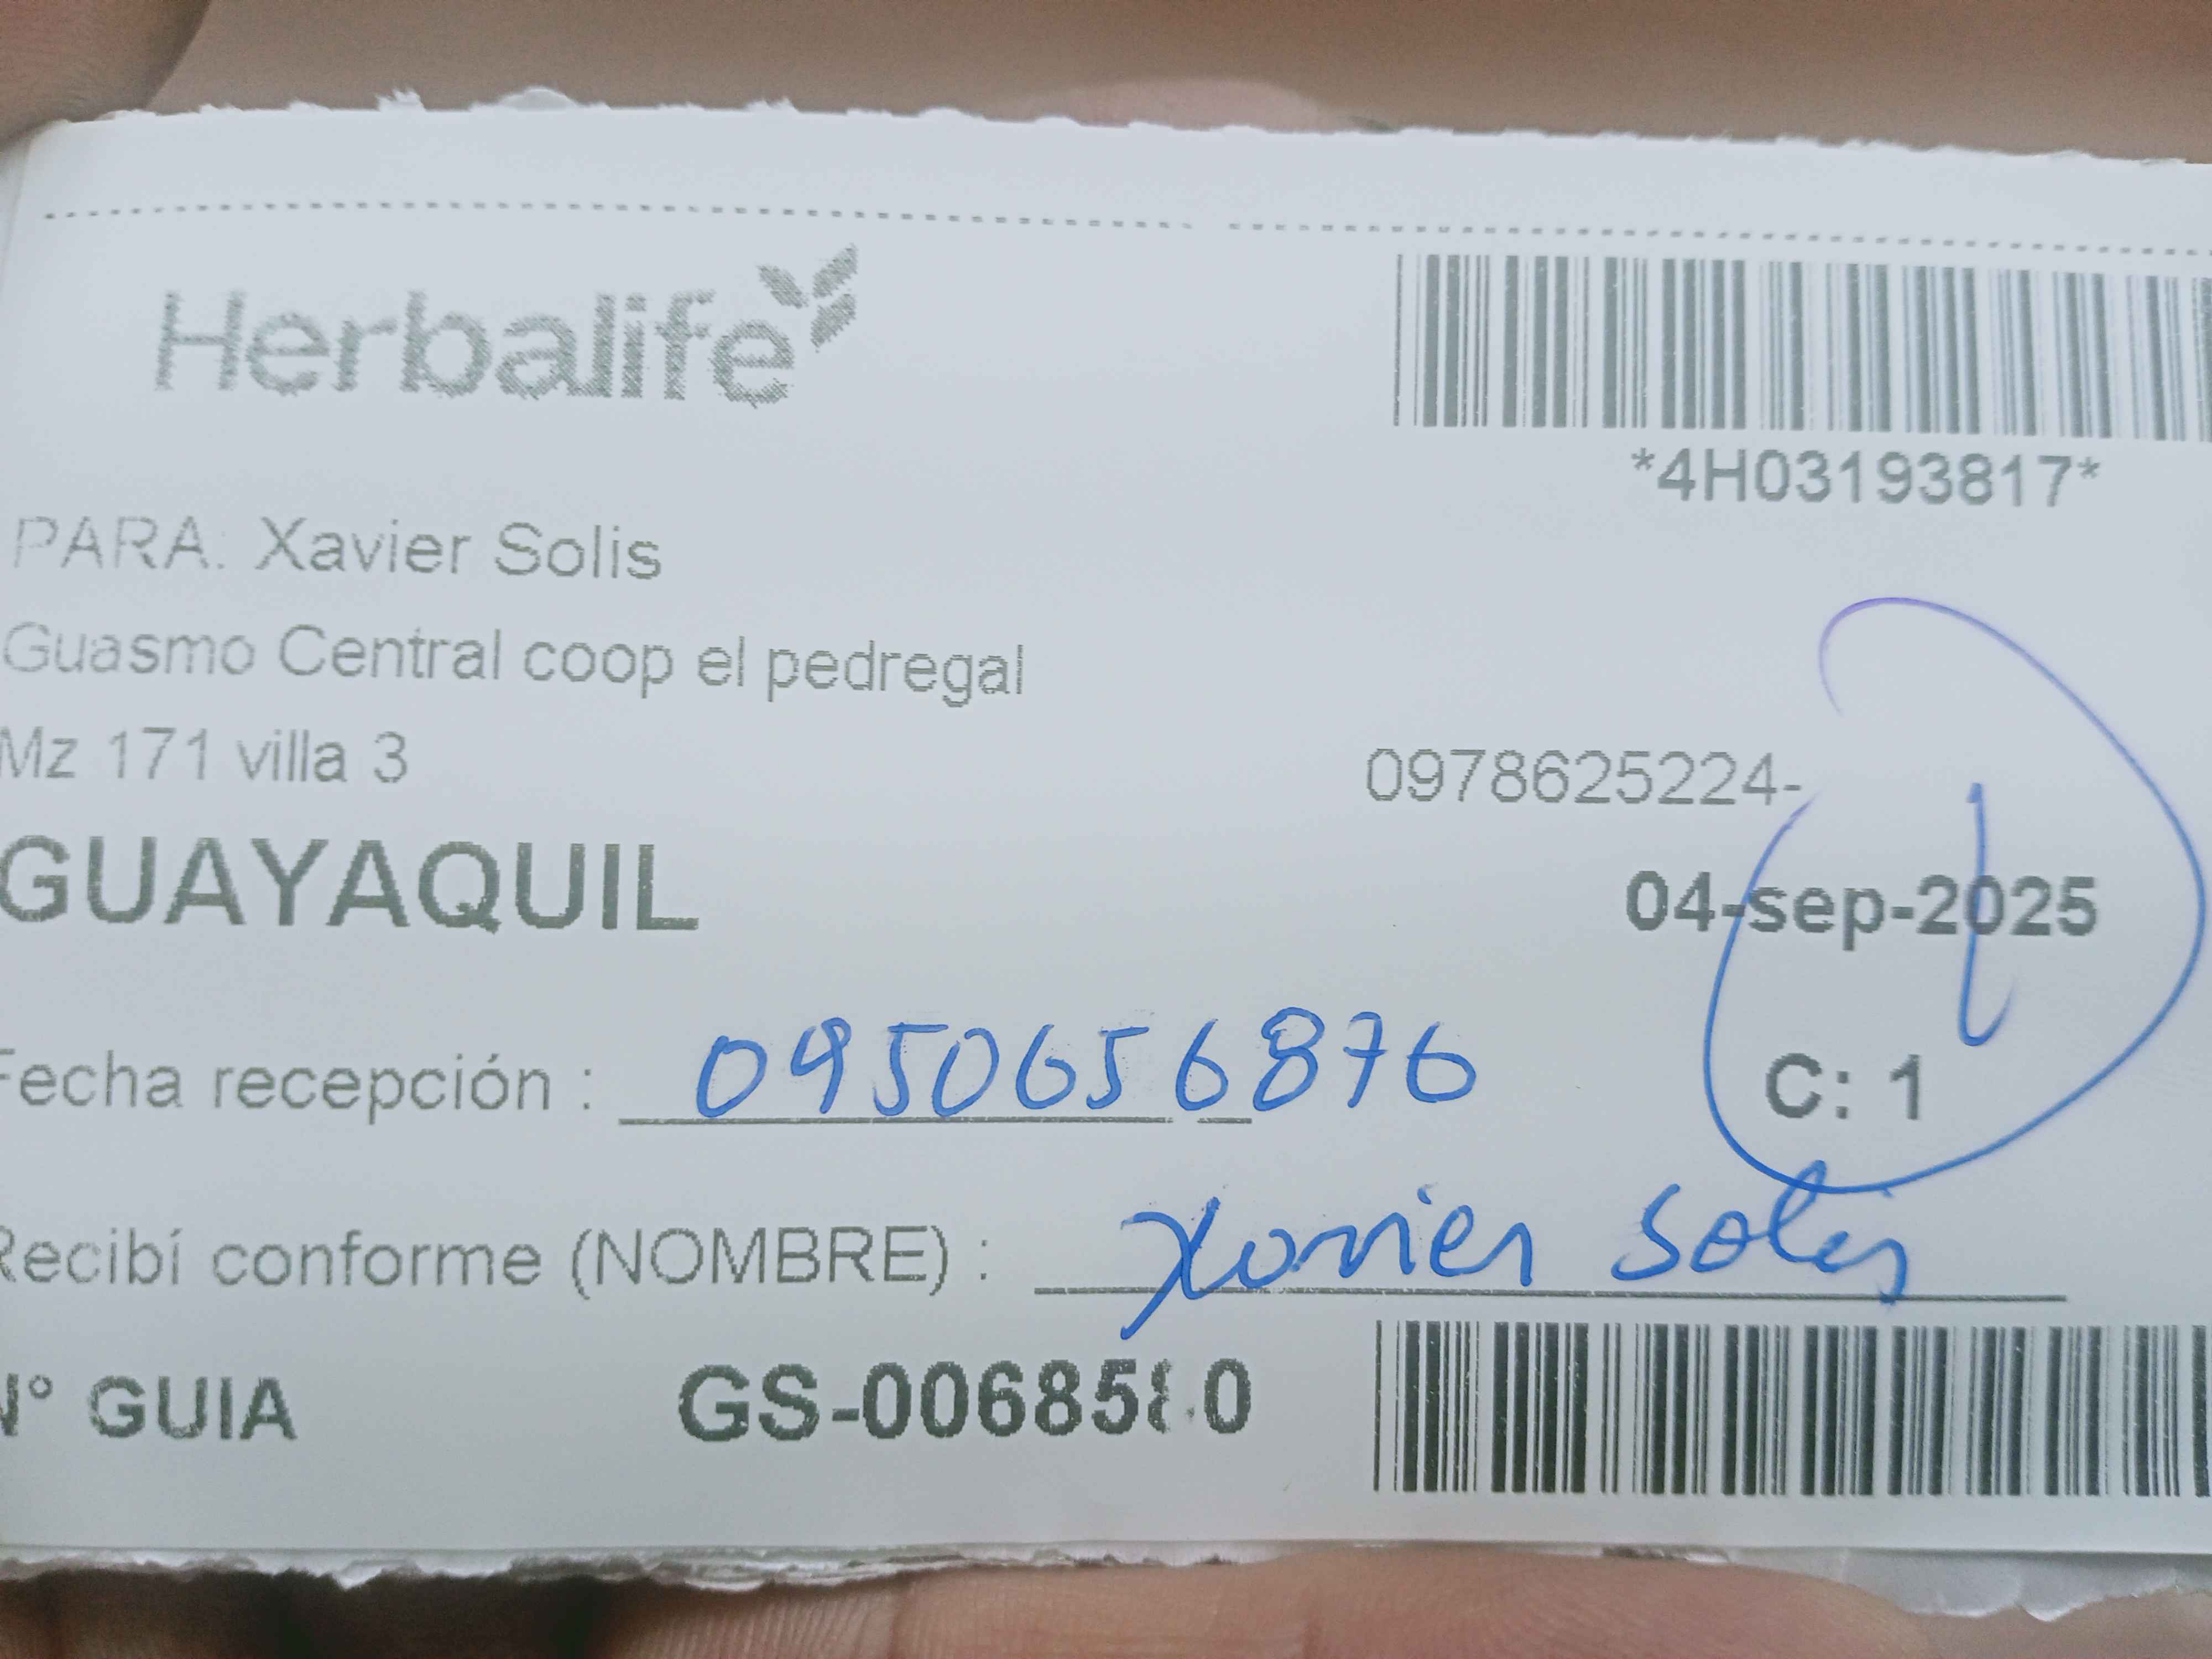 Herbalife
*4H03193817*
PARA. Xavier Solis
Guasmo Central coop el pedregal
Mz 171 villa 3
0978625224-
GUAYAQUIL
04-sep-2025
C: 1
Fecha recepción : 0950656876
Recibí conforme (NOMBRE) : Xavier Solis
N° GUIA